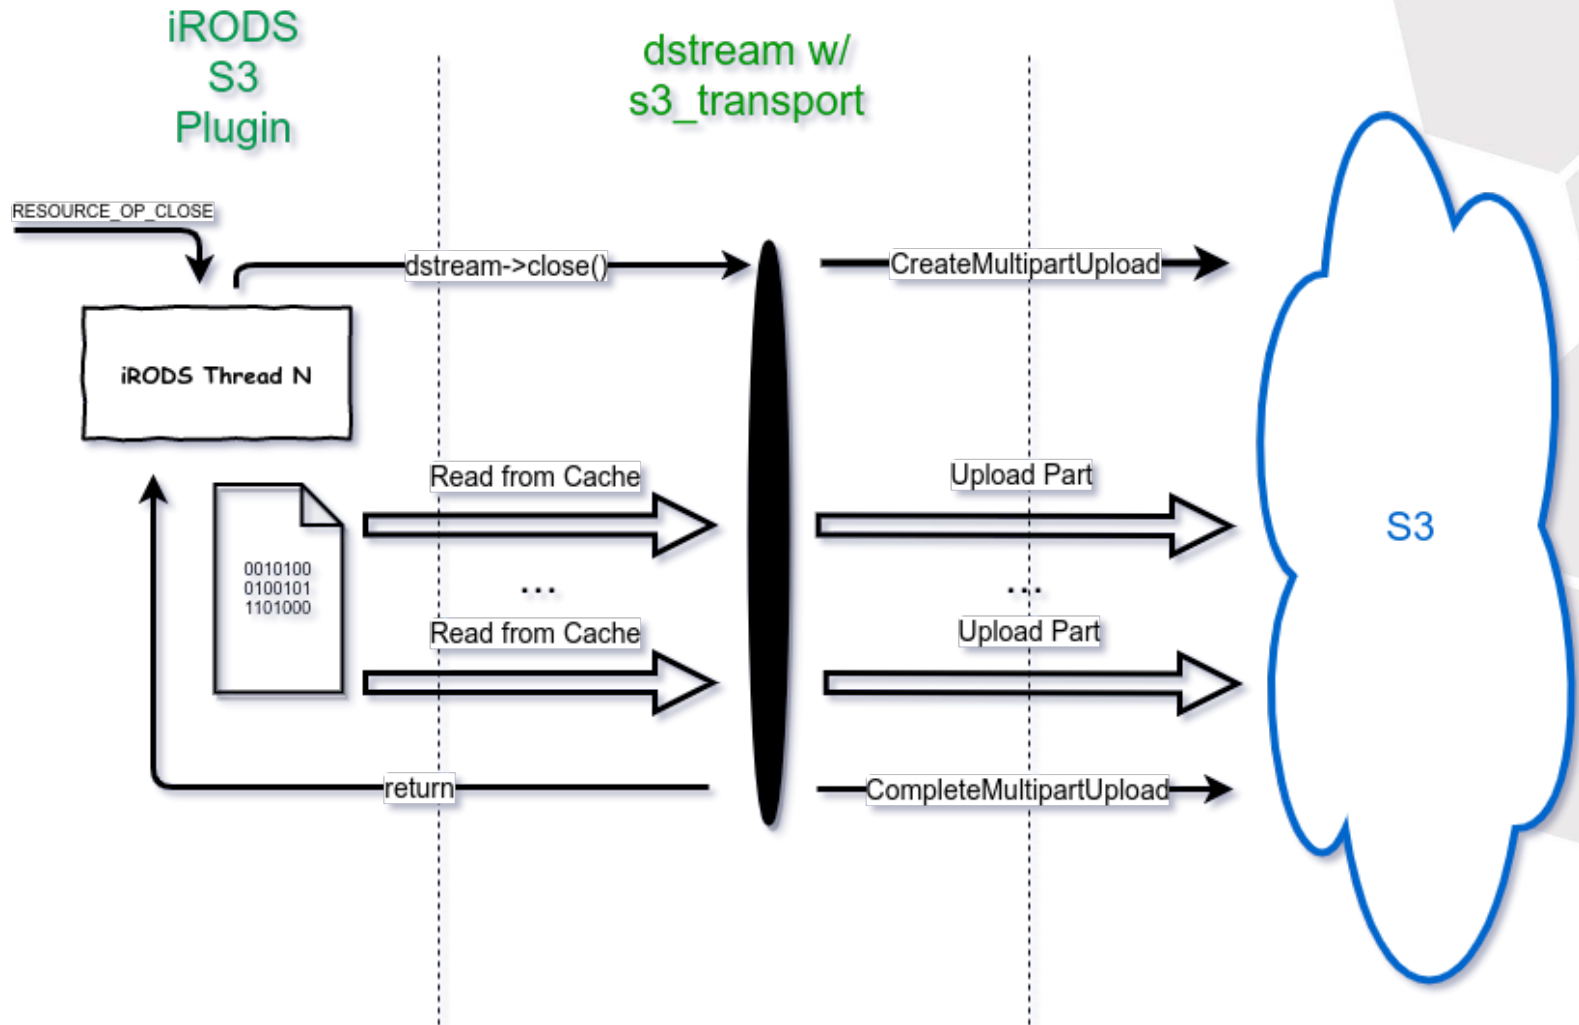 iRODS
S3
Plugin
dstream w/
s3_transport
RESOURCE_OP_CLOSE
dstream->close()
CreateMultipartUpload
iRODS Thread N
Read from Cache
Upload Part
0010100
0100101
1101000
...
...
S3
Read from Cache
Upload Part
return
CompleteMultipartUpload